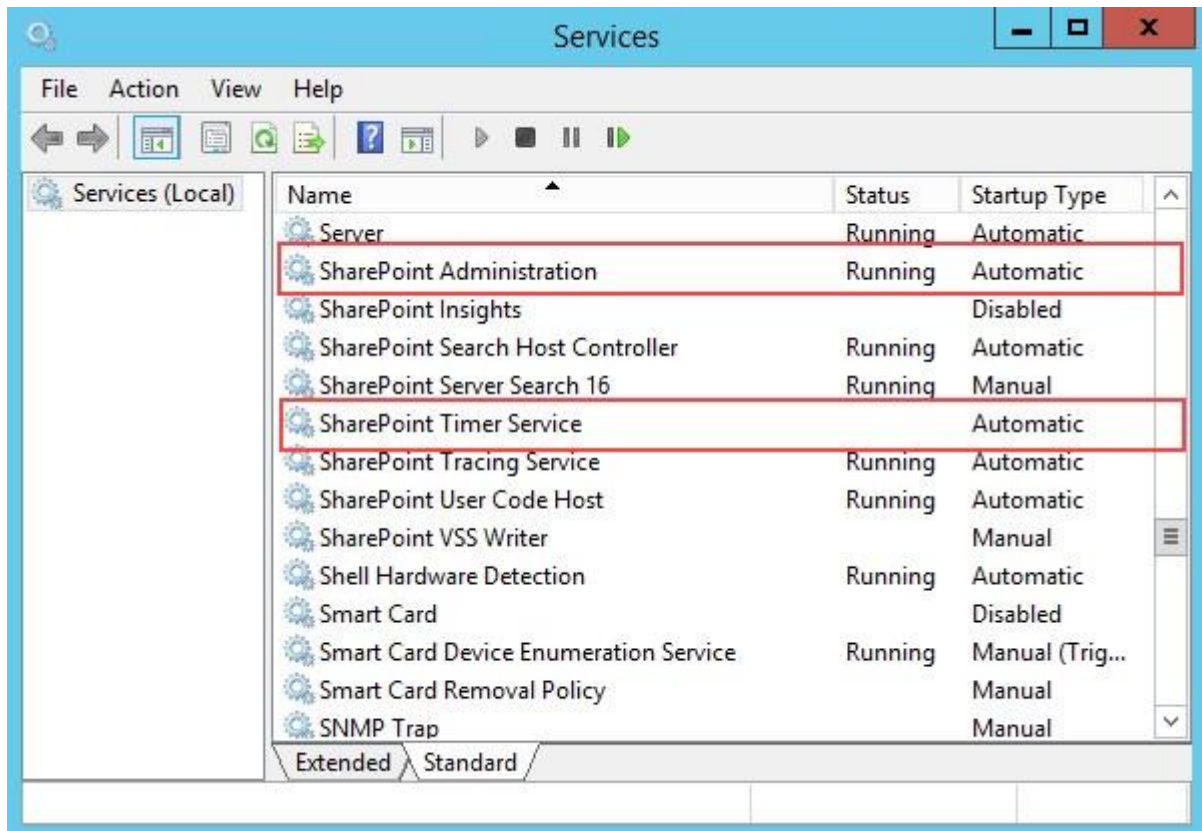 Services
File Action View Help
Services (Local)
Name Status Startup Type
Server Running Automatic
SharePoint Administration Running Automatic
SharePoint Insights Disabled
SharePoint Search Host Controller Running Automatic
SharePoint Server Search 16 Running Manual
SharePoint Timer Service Automatic
SharePoint Tracing Service Running Automatic
SharePoint User Code Host Running Automatic
SharePoint VSS Writer Manual
Shell Hardware Detection Running Automatic
Smart Card Disabled
Smart Card Device Enumeration Service Running Manual (Trig...
Smart Card Removal Policy Manual
SNMP Trap Manual
Extended Standard